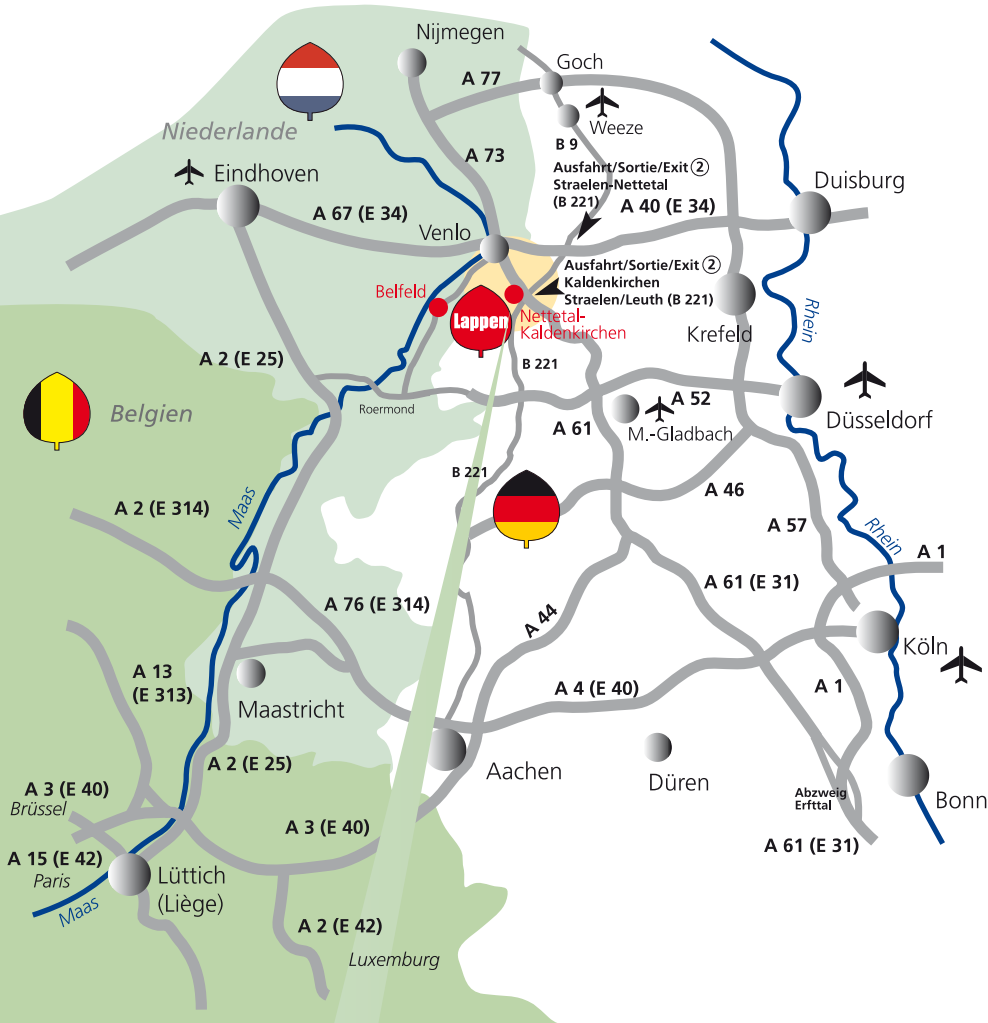 Nijmegen
Goch
A 77
Weeze
Niederlande
B 9
A 73
Ausfahrt/Sortie/Exit ②
Straelen-Nettetal
(B 221)
Eindhoven
Duisburg
A 67 (E 34)
A 40 (E 34)
Venlo
Ausfahrt/Sortie/Exit ②
Kaldenkirchen
Straelen/Leuth (B 221)
Belfeld
Lappen
Nettetal-
Kaldenkirchen
Rhein
Krefeld
A 2 (E 25)
B 221
Roermond
A 52
Belgien
A 61
M.-Gladbach
Düsseldorf
B 221
A 46
Maas
A 2 (E 314)
A 57
Rhein
A 1
A 61 (E 31)
A 76 (E 314)
A 44
Köln
A 13
(E 313)
A 4 (E 40)
A 1
Maastricht
A 2 (E 25)
Aachen
Düren
A 3 (E 40)
Brüssel
Abzweig
Erfttal
Bonn
A 3 (E 40)
A 61 (E 31)
A 15 (E 42)
Paris
Lüttich
(Liège)
Maas
A 2 (E 42)
Luxemburg